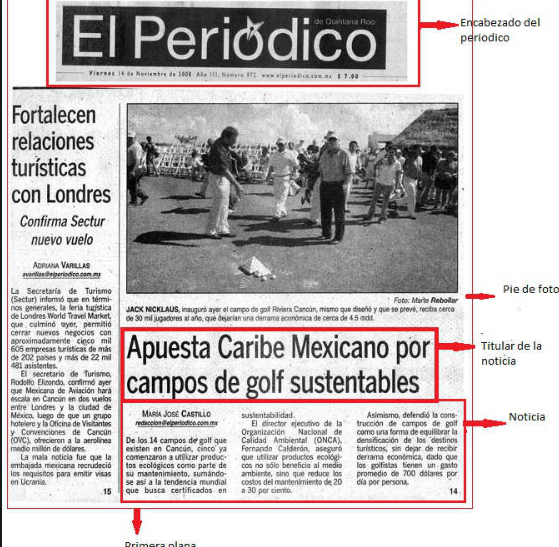 El Periódico
de Quintana Roo
Viernes 14 de Noviembre de 2008 Año III, Número 972 www.elperiodico.com.mx $ 7.00
Encabezado del
periodico
Fortalecen
relaciones
turísticas
con Londres
Confirma Sectur
nuevo vuelo
ADRIANA VARILLAS
avarillas@elperiodico.com.mx
La Secretaría de Turismo
(Sectur) informó que en térmi-
nos generales, la feria turística
de Londres World Travel Market,
que culminó ayer, permitió
cerrar nuevos negocios con
aproximadamente cinco mil
605 empresas turísticas de más
de 202 países y más de 22 mil
481 asistentes.
El secretario de Turismo,
Rodolfo Elizondo, confirmó ayer
que Mexicana de Aviación hará
escala en Cancún en dos vuelos
entre Londres y la ciudad de
México, luego de que un grupo
hotelero y la Oficina de Visitantes
y Convenciones de Cancún
(OVC), ofrecieron a la aerolínea
medio millón de dólares.
La mala noticia fue que la
embajada mexicana recrudeció
los requisitos para emitir visas
en Ucrania.
15
Foto: Marte Rebollar
Pie de foto
JACK NICKLAUS, inauguró ayer el campo de golf Riviera Cancún, mismo que diseñó y que se prevé, reciba cerca
de 30 mil jugadores al año, que dejarían una derrama económica de cerca de 4.5 mdd.
Apuesta Caribe Mexicano por
campos de golf sustentables
Titular de la
noticia
MARÍA JOSÉ CASTILLO
redaccion@elperiodico.com.mx
De los 14 campos de golf que
existen en Cancún, cinco ya
comenzaron a utilizar produc-
tos ecológicos como parte de
su mantenimiento, sumándo-
se así a la tendencia mundial
que busca certificados en
sustentabilidad.
El director ejecutivo de la
Organización Nacional de
Calidad Ambiental (ONCA),
Fernando Calderón, aseguró
que utilizar productos ecológi-
cos no sólo beneficia al medio
ambiente, sino que reduce los
costos del mantenimiento de 20
a 30 por ciento.
Asimismo, defendió la cons-
trucción de campos de golf
como una forma de equilibrar la
densificación de los destinos
turísticos, sin dejar de recibir
derrama económica, dado que
los golfistas tienen un gasto
promedio de 700 dólares por
día por persona.
14
Noticia
Primera plana